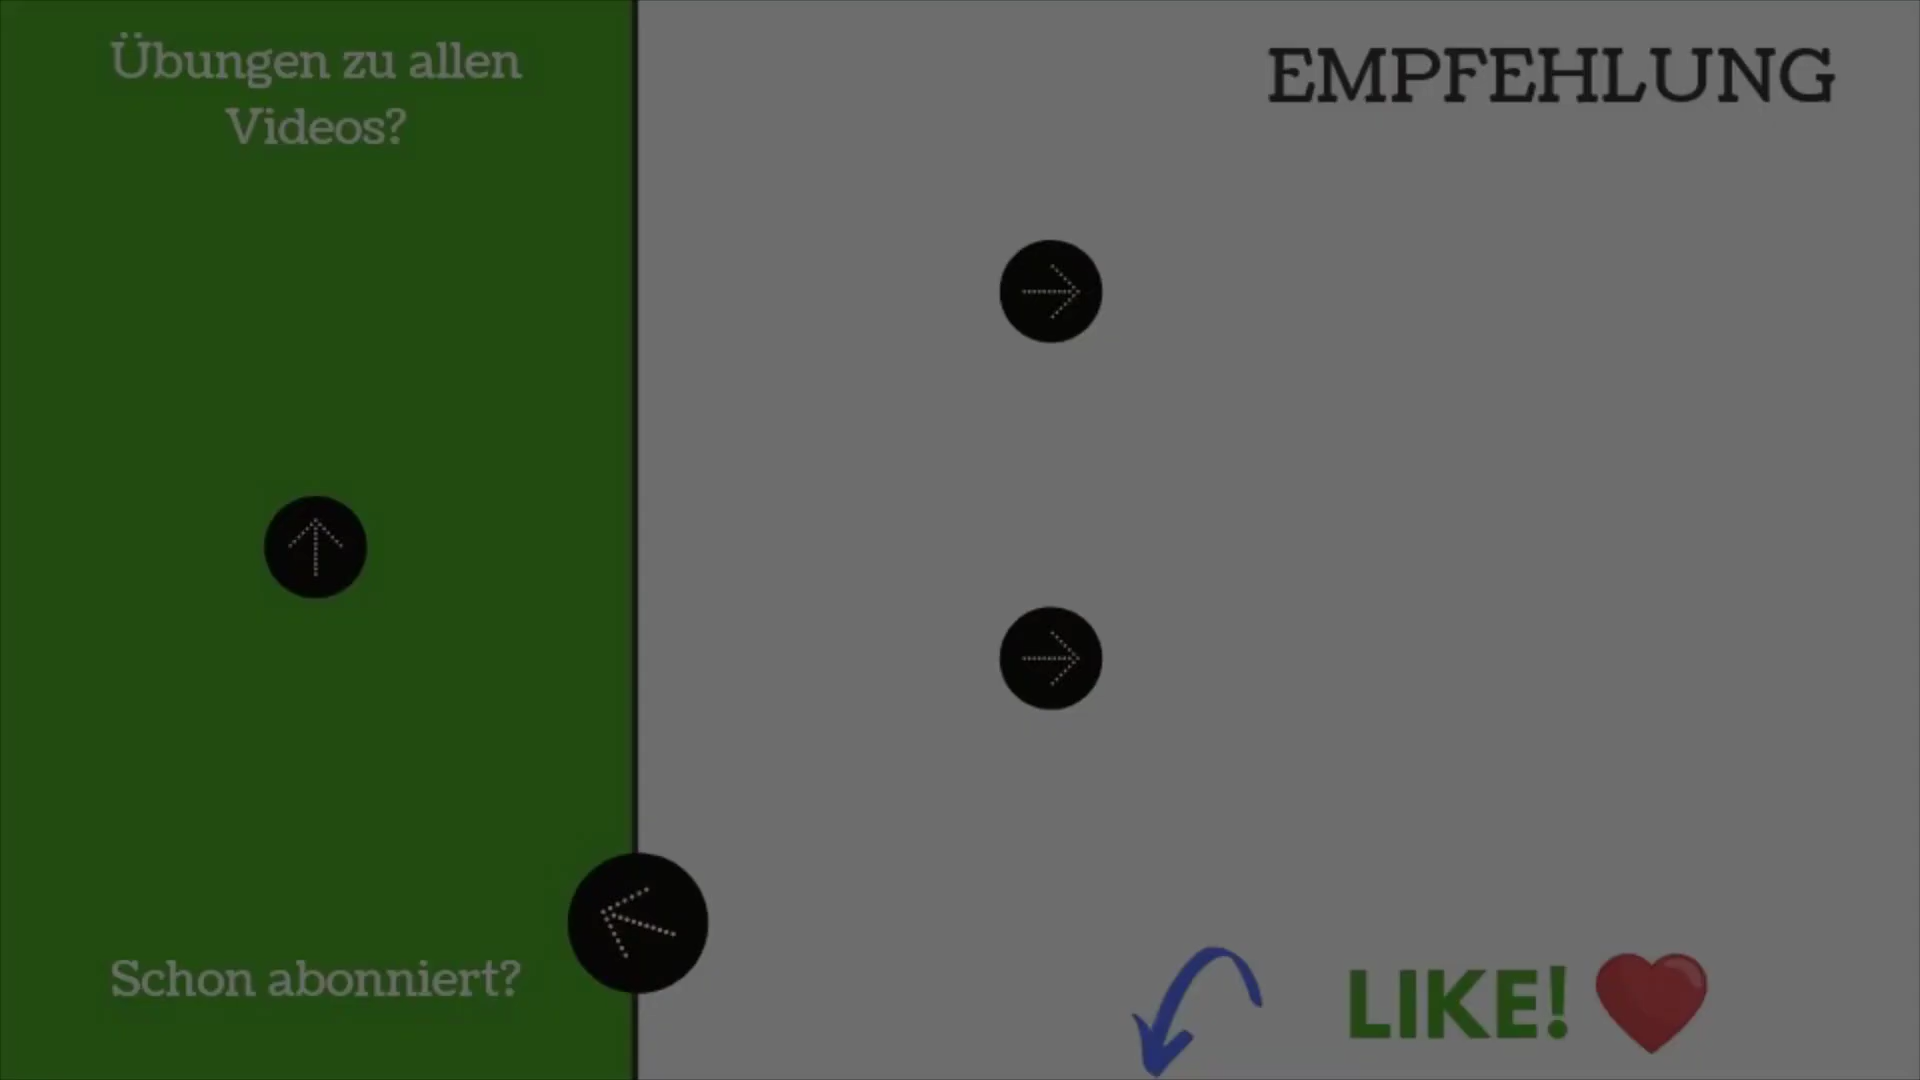 Übungen zu allen
Videos?
EMPFEHLUNG
Schon abonniert?
LIKE!